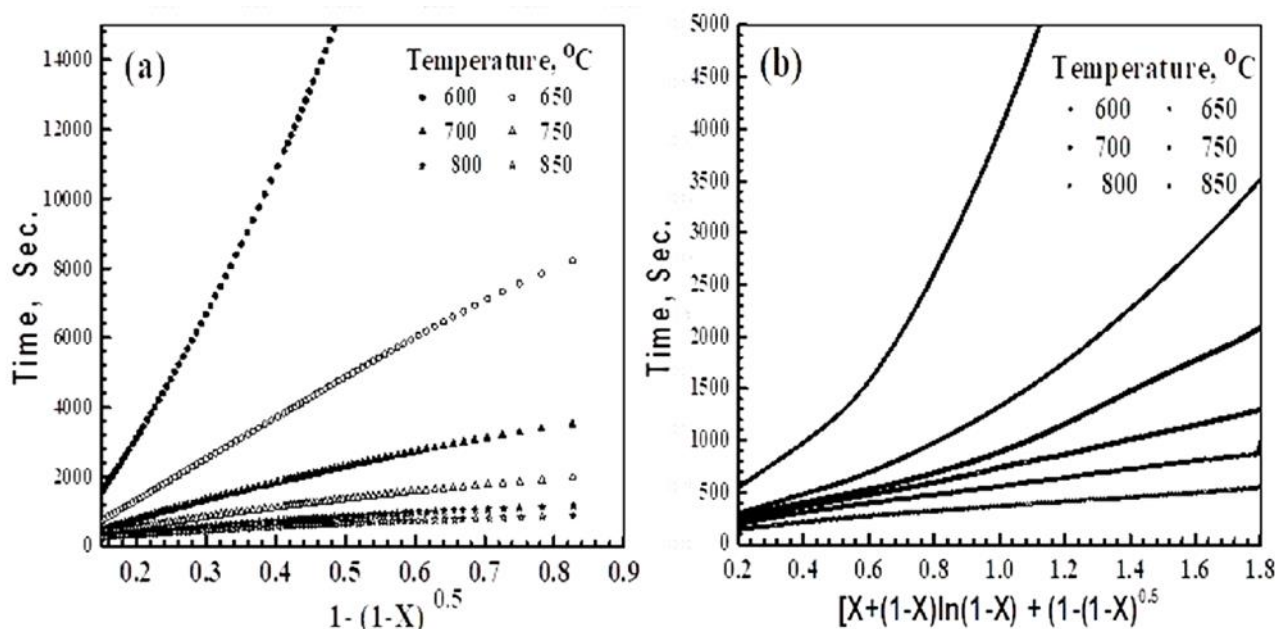 (a)
Temperature, °C
600 650
700 750
800 850
14000
12000
10000
8000
6000
4000
2000
0
Time, Sec.
0.2 0.3 0.4 0.5 0.6 0.7 0.8 0.9
1- (1-X) 0.5
(b)
Temperature, °C
600 650
700 750
800 850
5000
4500
4000
3500
3000
2500
2000
1500
1000
500
0
Time, Sec.
0.2 0.4 0.6 0.8 1.0 1.2 1.4 1.6 1.8
[X+(1-X)ln(1-X) + (1-(1-X) 0.5